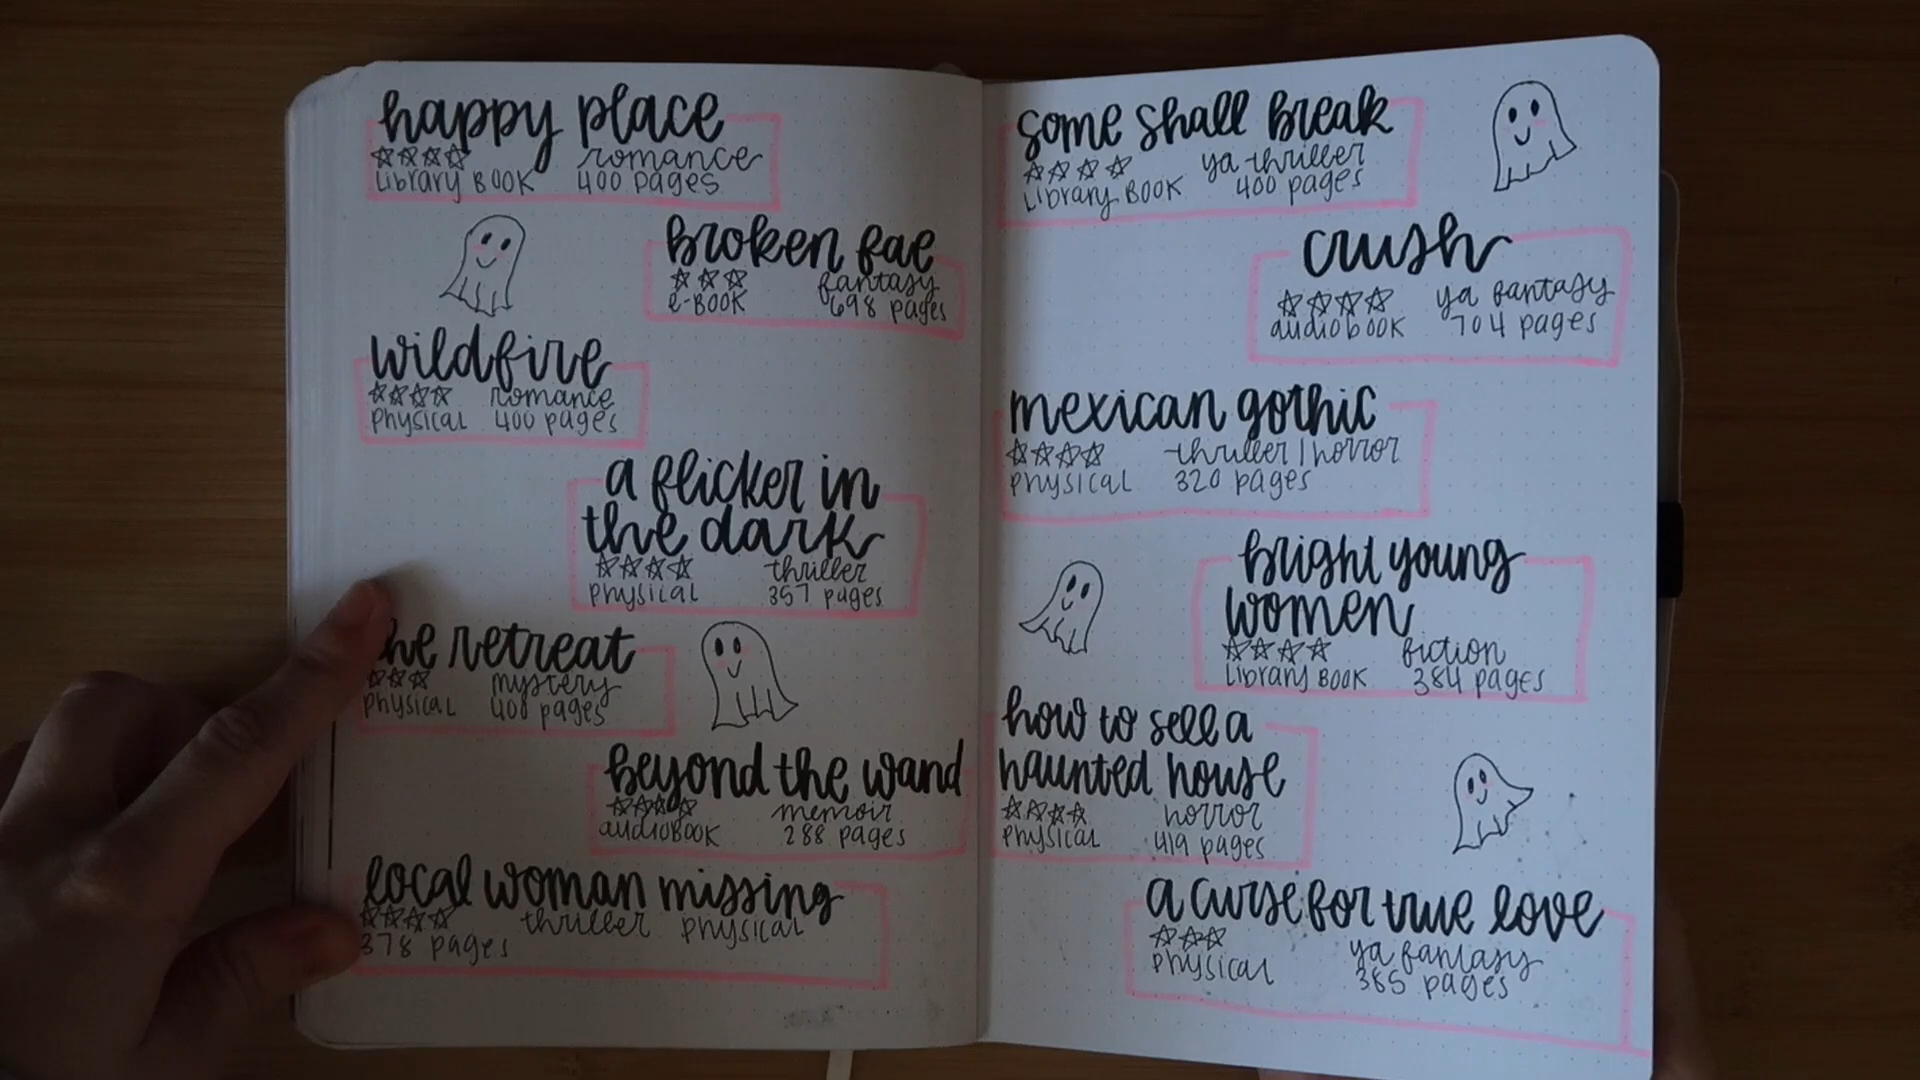 happy place
romance
Library Book 400 pages
broken fae
fantasy
e-Book 698 pages
wildfire
romance
physical 400 pages
a flicker in
the dark
thriller
physical 357 pages
he retreat
mystery
physical 400 pages
beyond the wand
memoir
audioBook 288 pages
local woman missing
thriller physical
378 pages
some shall break
ya thriller
Library Book 400 pages
crush
ya fantasy
audiobook 704 pages
mexican gothic
thriller | horror
physical 320 pages
bright young
women
fiction
Library Book 384 pages
how to sell a
haunted house
horror
physical 419 pages
a curse for true love
ya fantasy
physical 385 pages